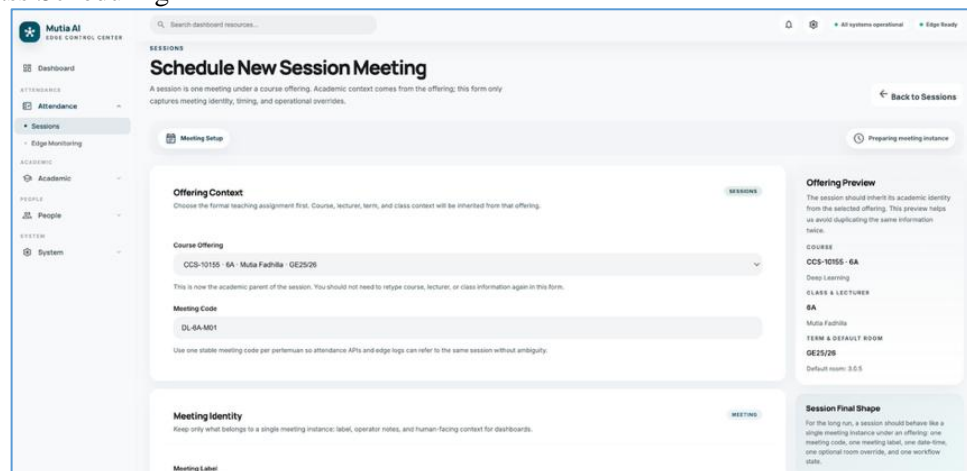 Mutia AI
EDGE CONTROL CENTER
Search dashboard resources...
All systems operational
Edge Ready
Dashboard
ATTENDANCE
Attendance
Sessions
Edge Monitoring
ACADEMIC
Academic
PEOPLE
People
SYSTEM
System
SESSIONS
Schedule New Session Meeting
A session is one meeting under a course offering. Academic context comes from the offering; this form only
captures meeting identity, timing, and operational overrides.
Back to Sessions
Meeting Setup
Preparing meeting instance
Offering Context
SESSIONS
Choose the formal teaching assignment first. Course, lecturer, term, and class context will be inherited from that offering.
Course Offering
CCS-10155 · 6A · Mutia Fadhilla · GE25/26
This is now the academic parent of the session. You should not need to retype course, lecturer, or class information again in this form.
Meeting Code
DL-6A-M01
Use one stable meeting code per pertemuan so attendance APIs and edge logs can refer to the same session without ambiguity.
Meeting Identity
MEETING
Keep only what belongs to a single meeting instance: label, operator notes, and human-facing context for dashboards.
Meeting Label
Offering Preview
The session should inherit its academic identity
from the selected offering. This preview helps
us avoid duplicating the same information
twice.
COURSE
CCS-10155 · 6A
Deep Learning
CLASS & LECTURER
6A
Mutia Fadhilla
TERM & DEFAULT ROOM
GE25/26
Default room: 3.0.5
Session Final Shape
For the long run, a session should behave like a
single meeting instance under an offering: one
meeting code, one meeting label, one date-time,
one optional room override, and one workflow
state.